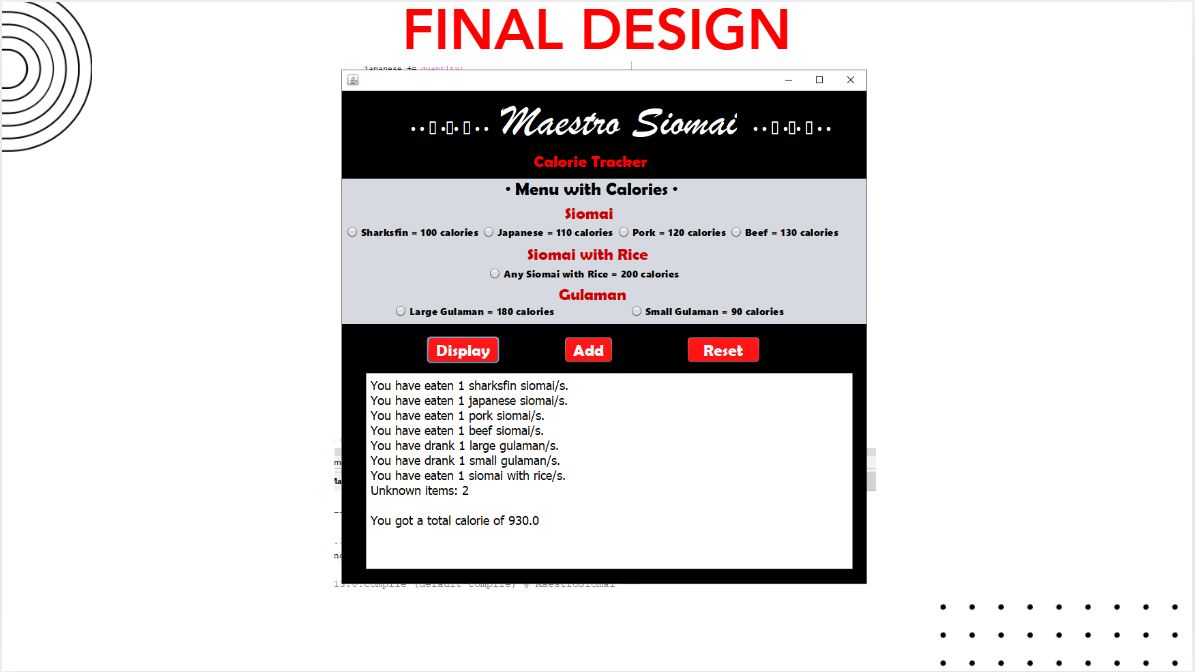 FINAL DESIGN
japanese += quantity;
Maestro Siomai
Calorie Tracker
• Menu with Calories •
Siomai
Sharksfin = 100 calories Japanese = 110 calories Pork = 120 calories Beef = 130 calories
Siomai with Rice
Any Siomai with Rice = 200 calories
Gulaman
Large Gulaman = 180 calories Small Gulaman = 90 calories
Display Add Reset
You have eaten 1 sharksfin siomai/s.
You have eaten 1 japanese siomai/s.
You have eaten 1 pork siomai/s.
You have eaten 1 beef siomai/s.
You have drank 1 large gulaman/s.
You have drank 1 small gulaman/s.
You have eaten 1 siomai with rice/s.
Unknown items: 2
You got a total calorie of 930.0